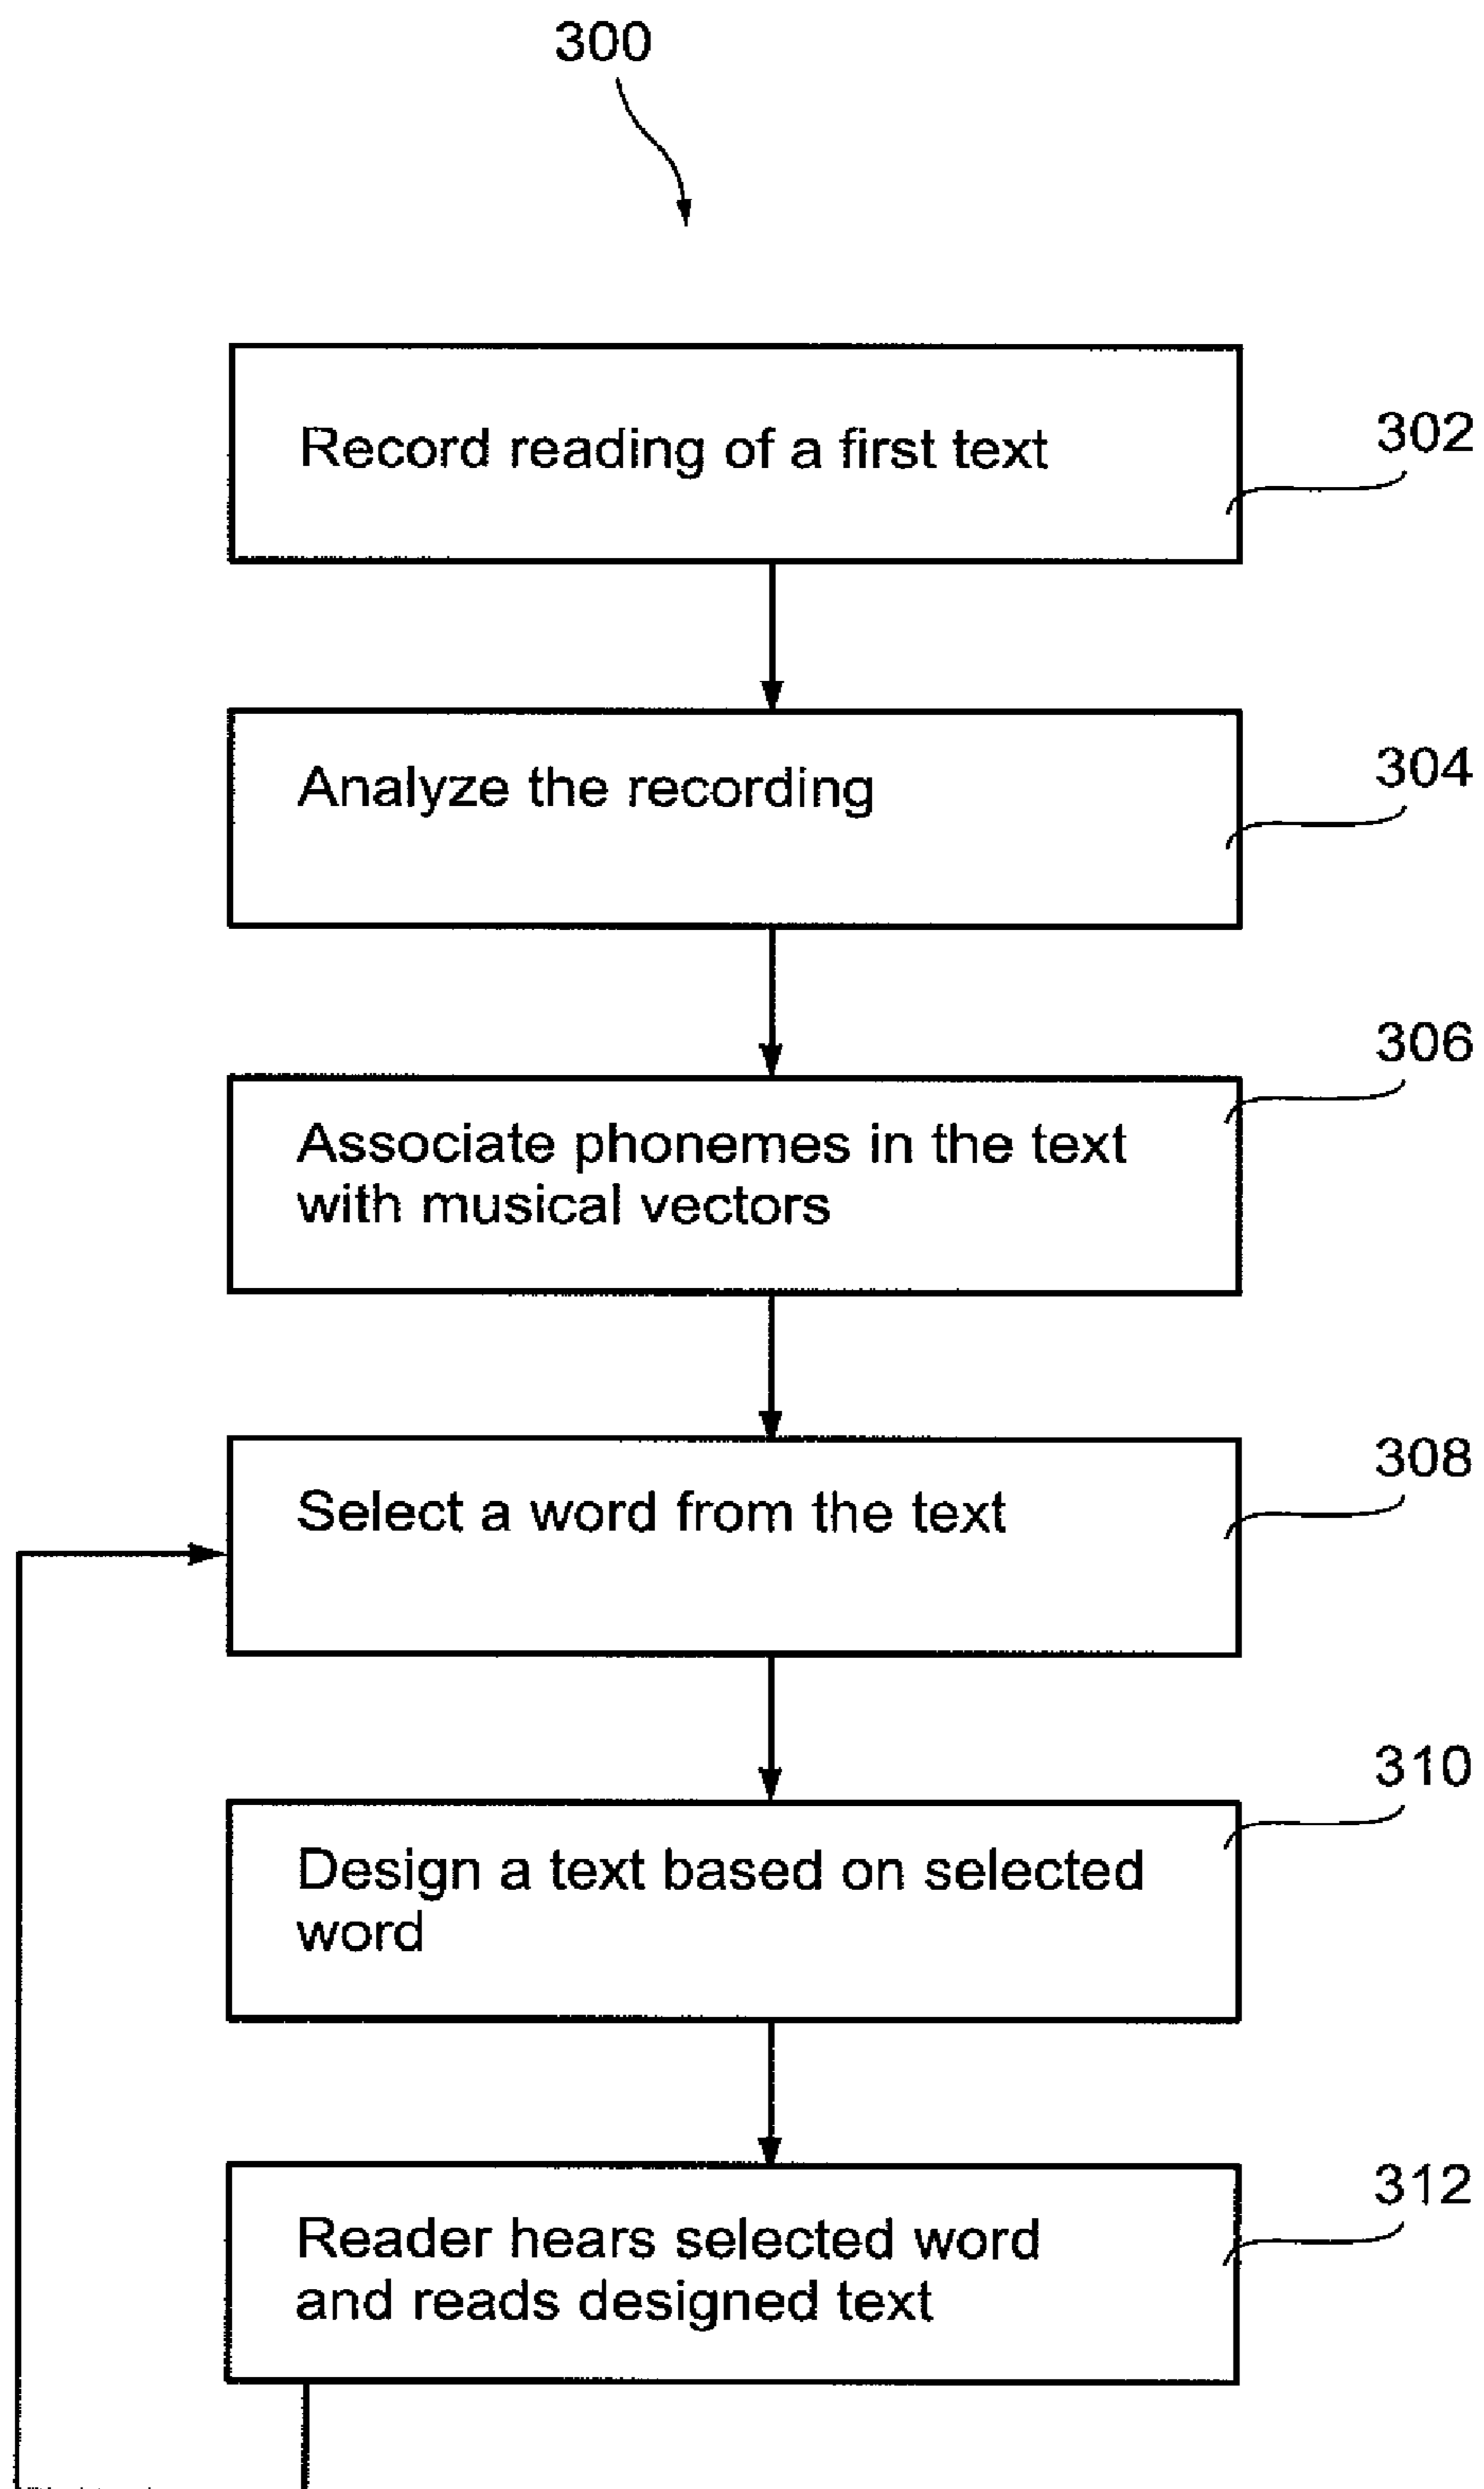 300
Record reading of a first text
302
Analyze the recording
304
306
Associate phonemes in the text
with musical vectors
308
Select a word from the text
310
Design a text based on selected
word
312
Reader hears selected word
and reads designed text